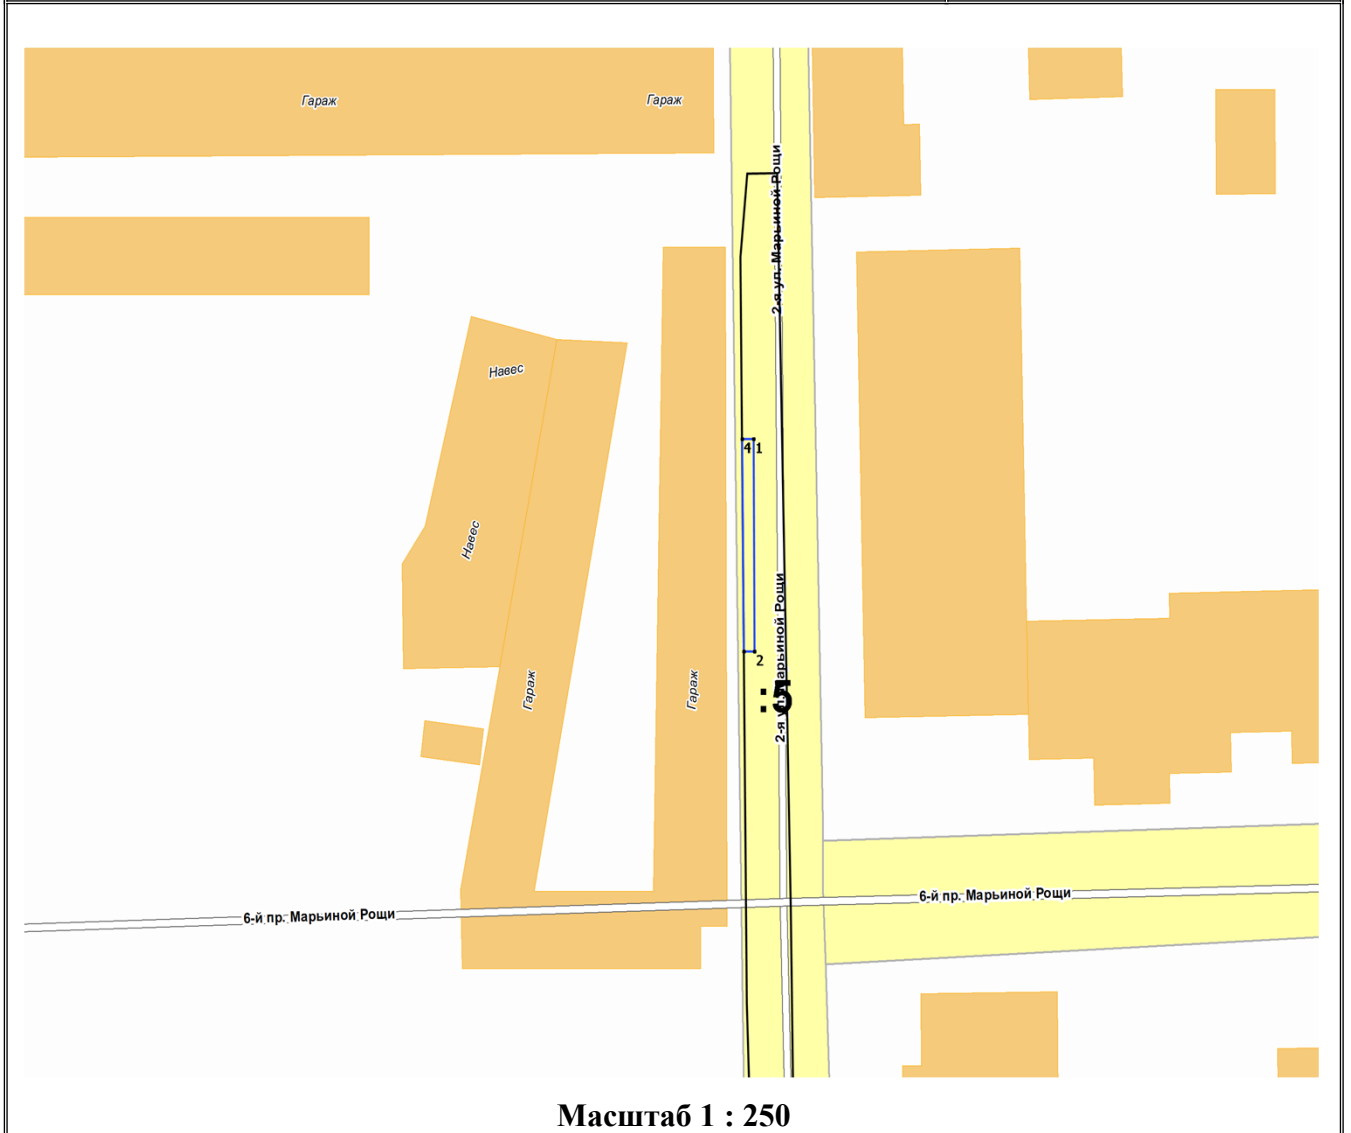 Гараж
Гараж
2-я ул. Марьиной Рощи
Навес
4 1
Навес
2-я ул. Марьиной Рощи
2
:5
Гараж
Гараж
6-й пр. Марьиной Рощи
6-й пр. Марьиной Рощи
Масштаб 1 : 250